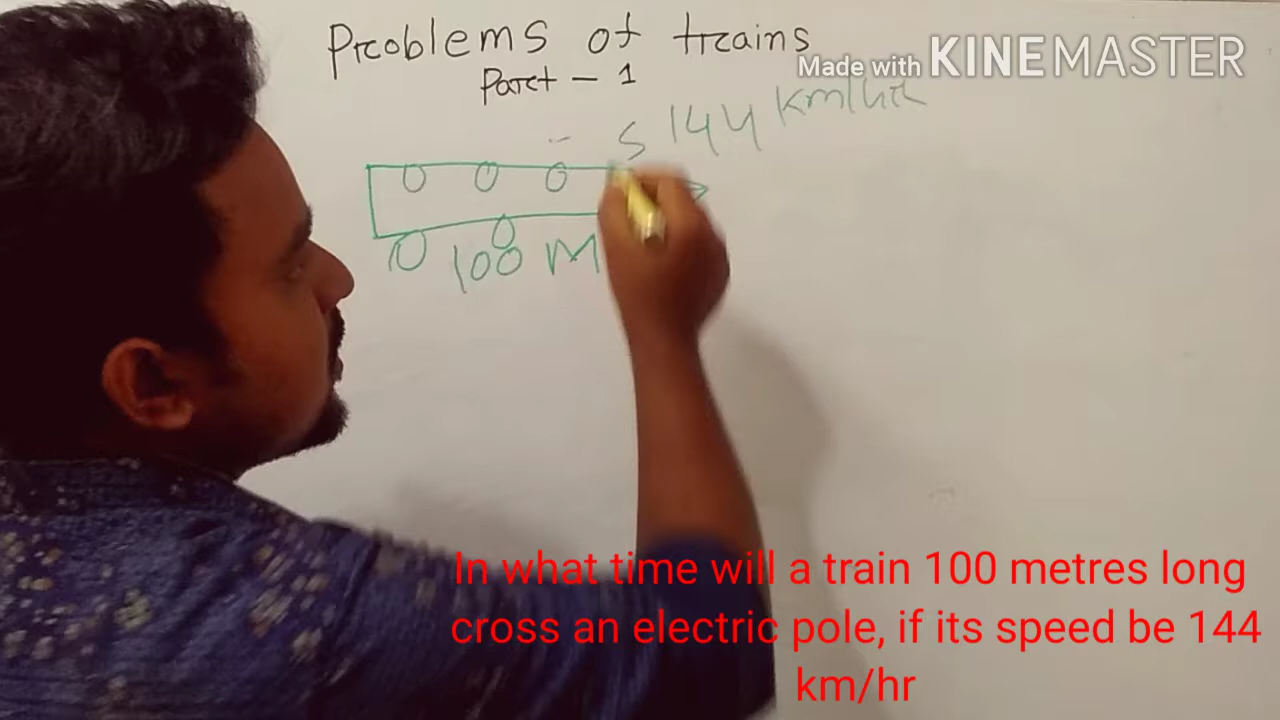 Problems of trains
Part - 1
Made with KINEMASTER
S 144 km/hr
100 M
In what time will a train 100 metres long
cross an electric pole, if its speed be 144
km/hr